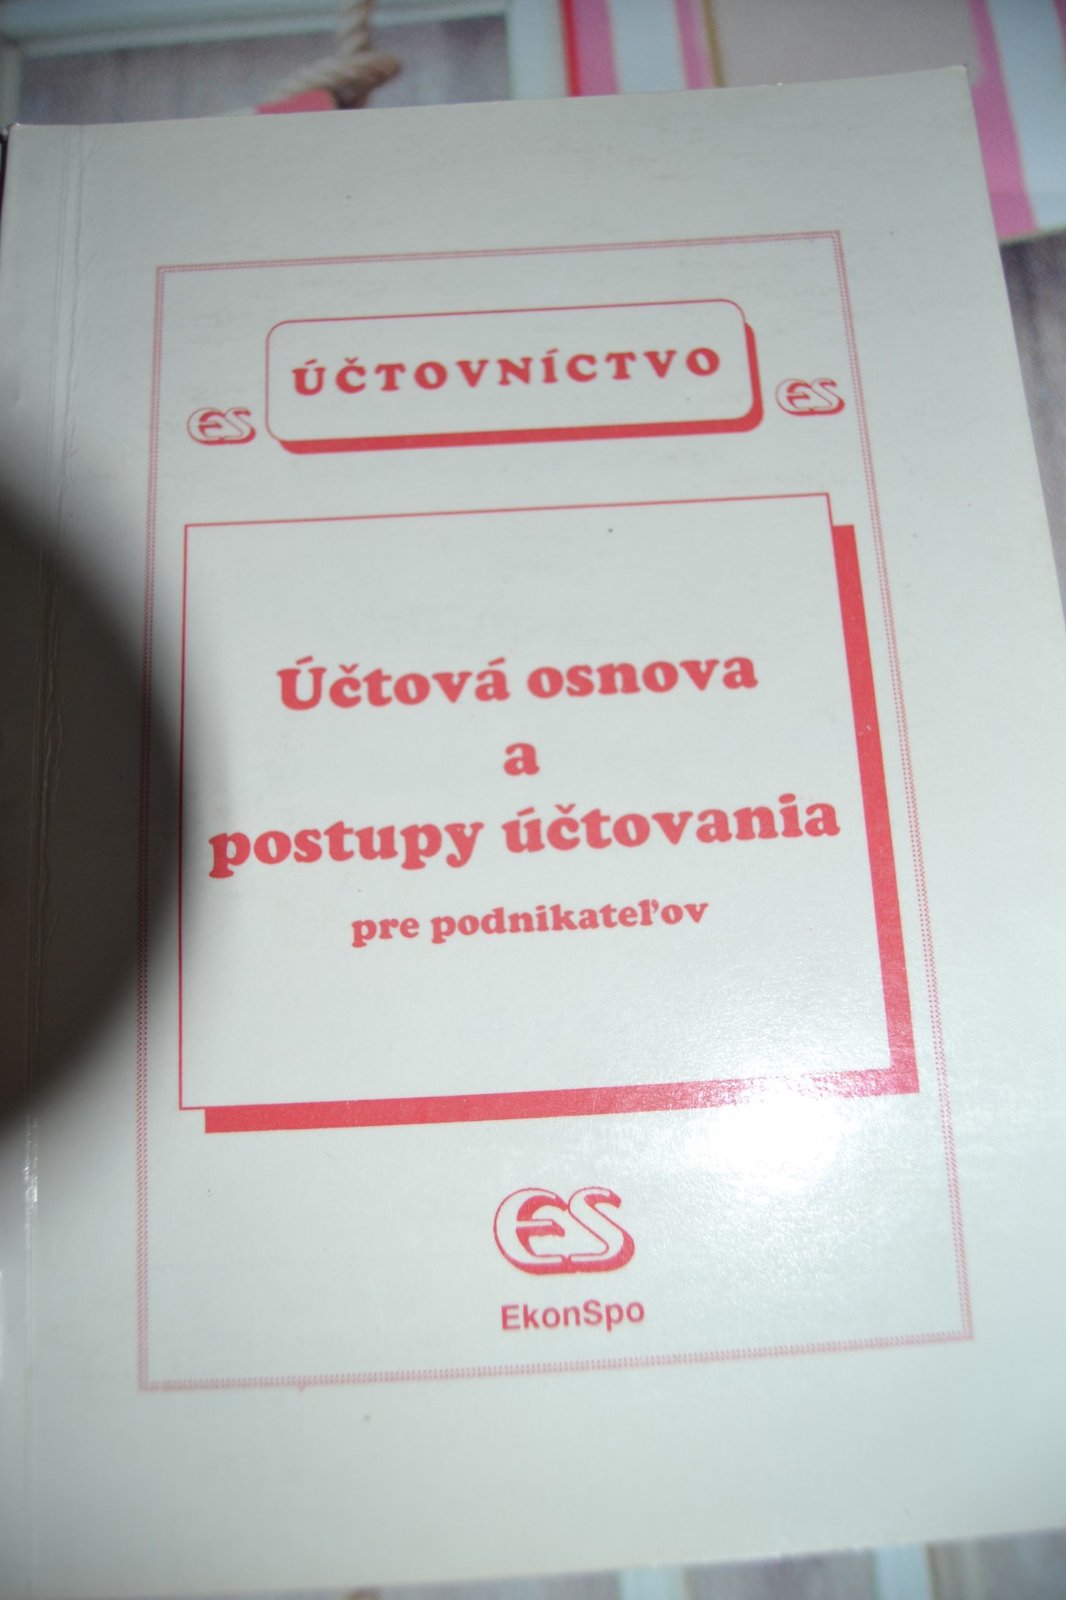 ÚČTOVNÍCTVO
ES ES
Účtová osnova
a
postupy účtovania
pre podnikateľov
ES
EkonSpo